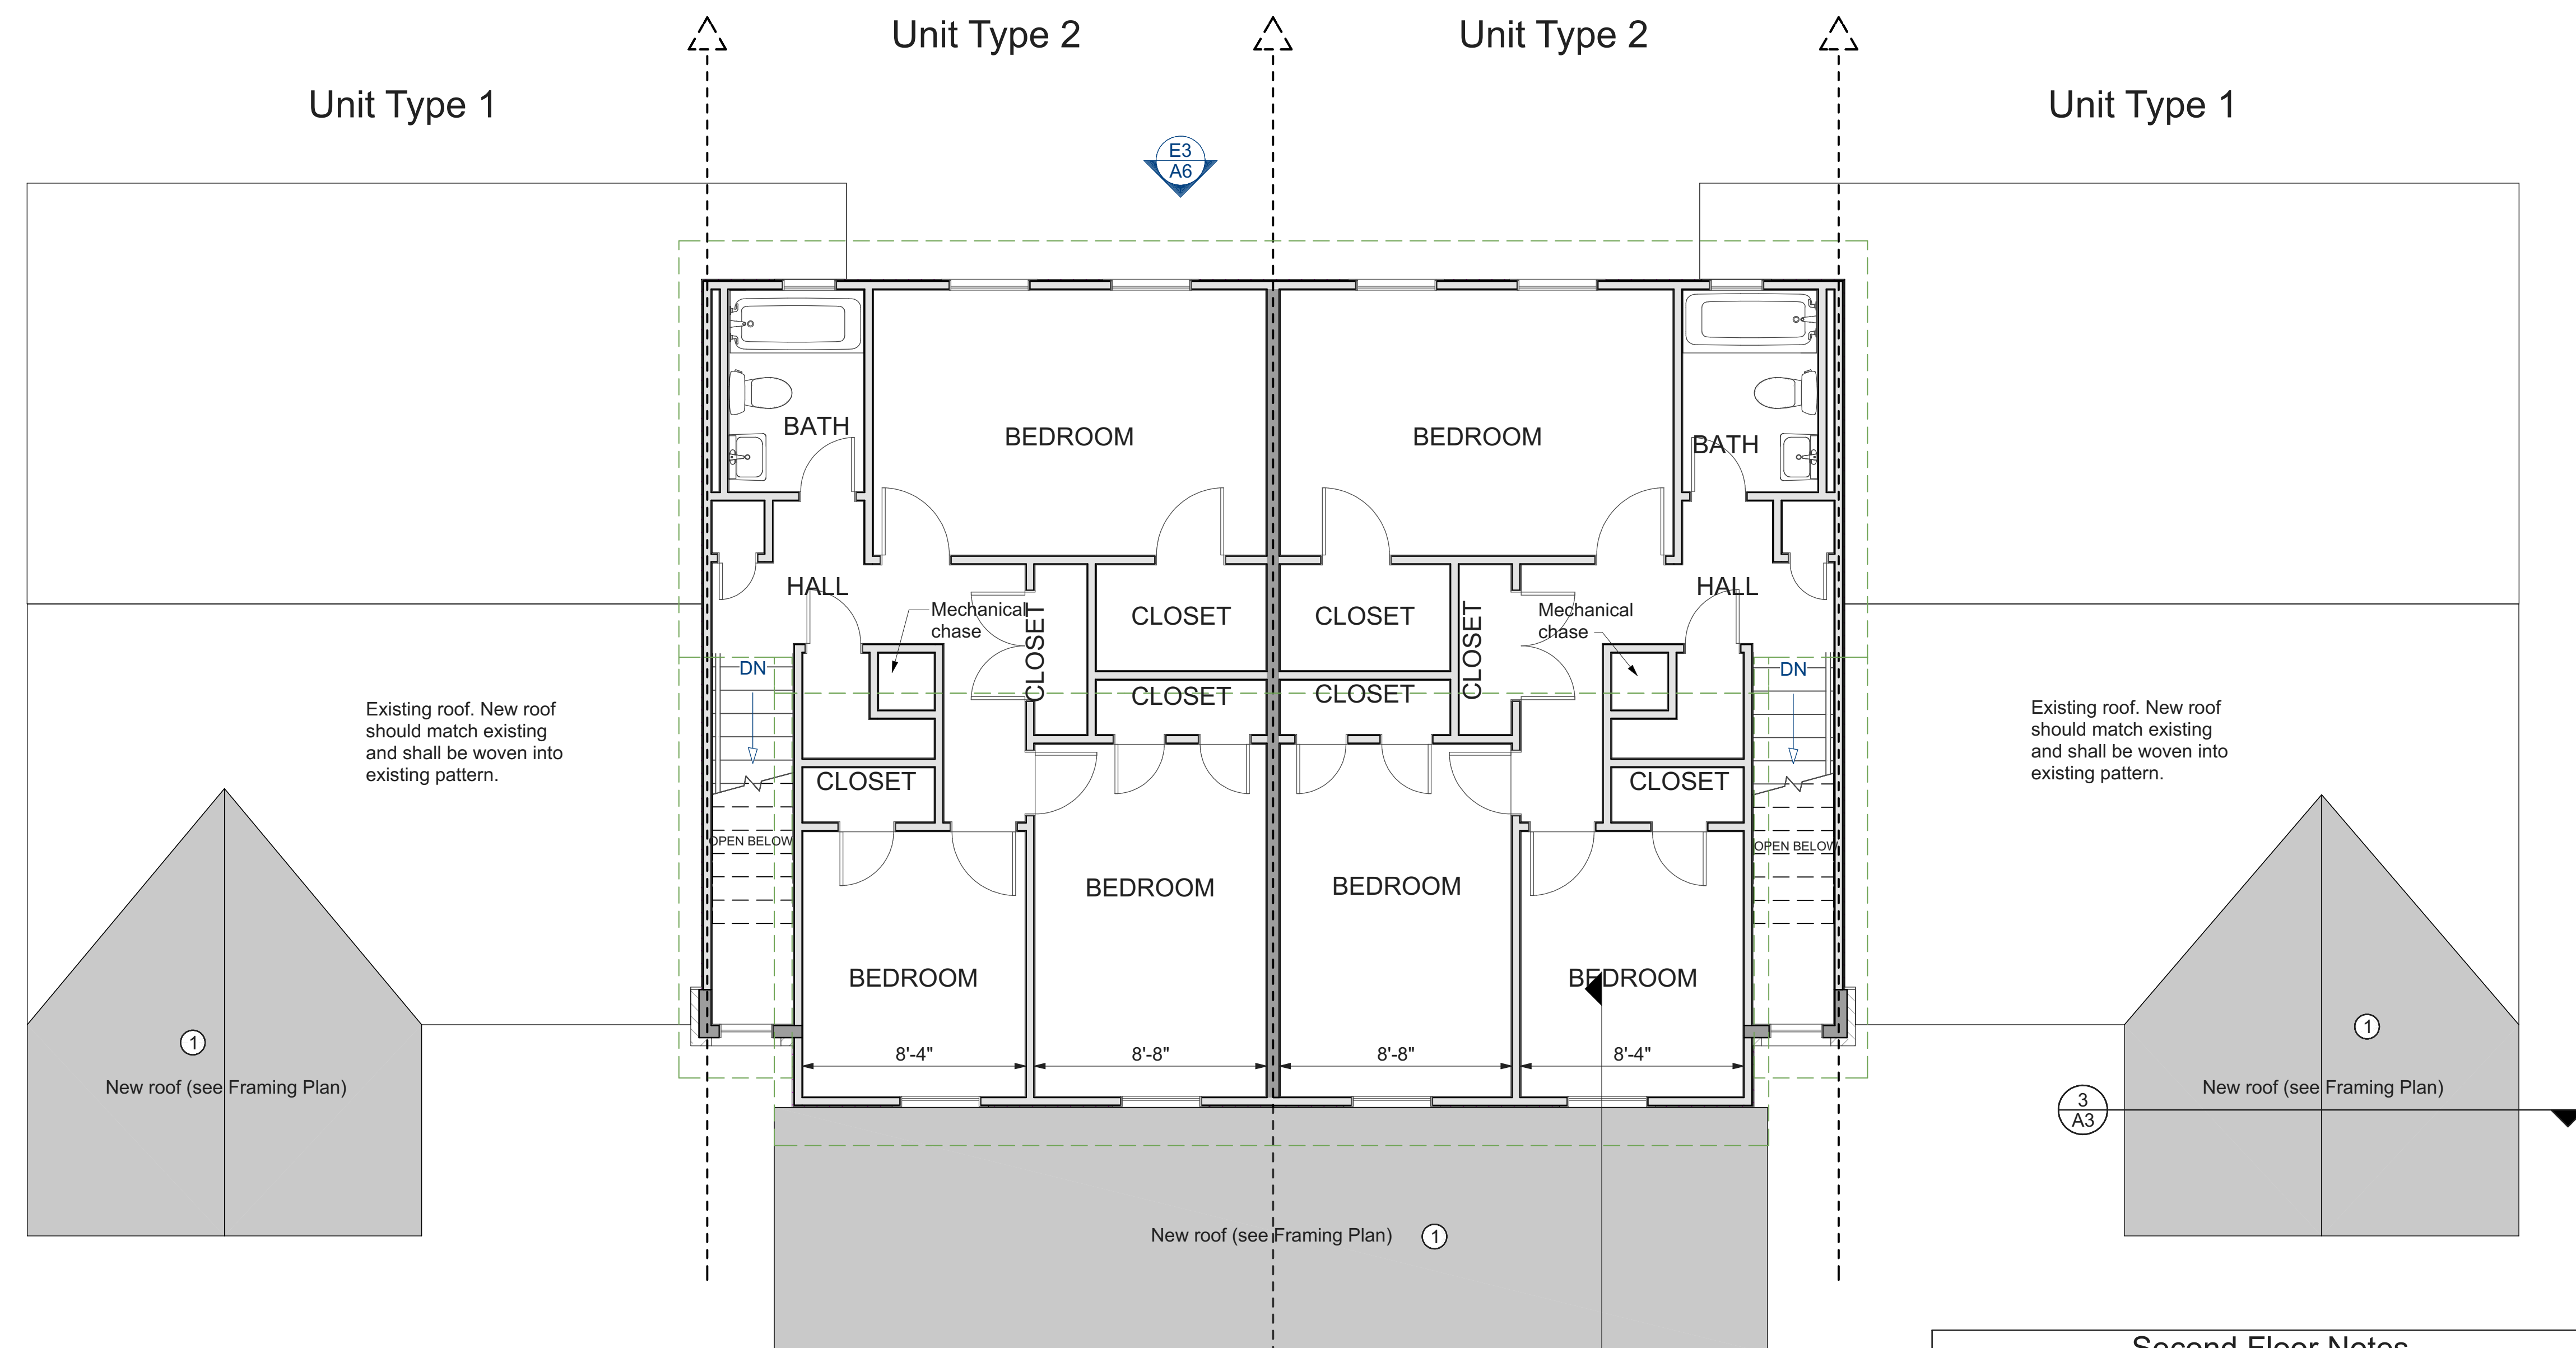 Unit Type 2
Unit Type 2
Unit Type 1
Unit Type 1
E3
A6
BATH
BEDROOM
BEDROOM
BATH
HALL
HALL
Mechanical
chase
CLOSET
CLOSET
CLOSET
CLOSET
Mechanical
chase
DN
CLOSET
CLOSET
DN
Existing roof. New roof
should match existing
and shall be woven into
existing pattern.
Existing roof. New roof
should match existing
and shall be woven into
existing pattern.
CLOSET
CLOSET
OPEN BELOW
OPEN BELOW
BEDROOM
BEDROOM
BEDROOM
BEDROOM
1
1
8'-4"
8'-8"
8'-8"
8'-4"
New roof (see Framing Plan)
New roof (see Framing Plan)
3
A3
New roof (see Framing Plan)
1
Second Floor Notes